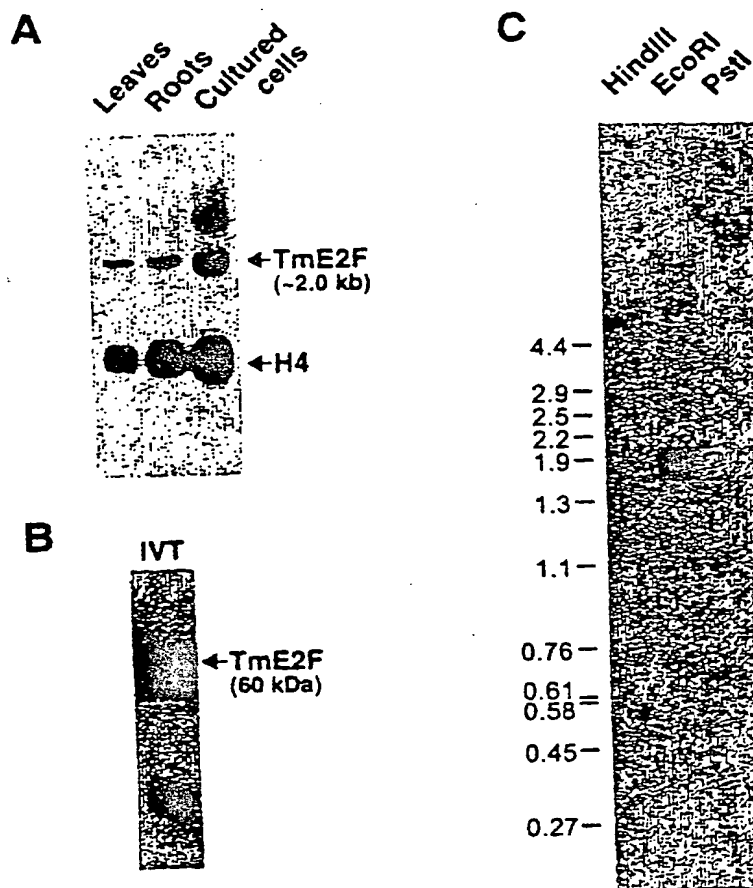 A
Leaves
Roots
Cultured
cells
TmE2F
(~2.0 kb)
H4
B
IVT
TmE2F
(60 kDa)
C
HindIII
EcoRI
PstI
4.4
2.9
2.5
2.2
1.9
1.3
1.1
0.76
0.61
0.58
0.45
0.27